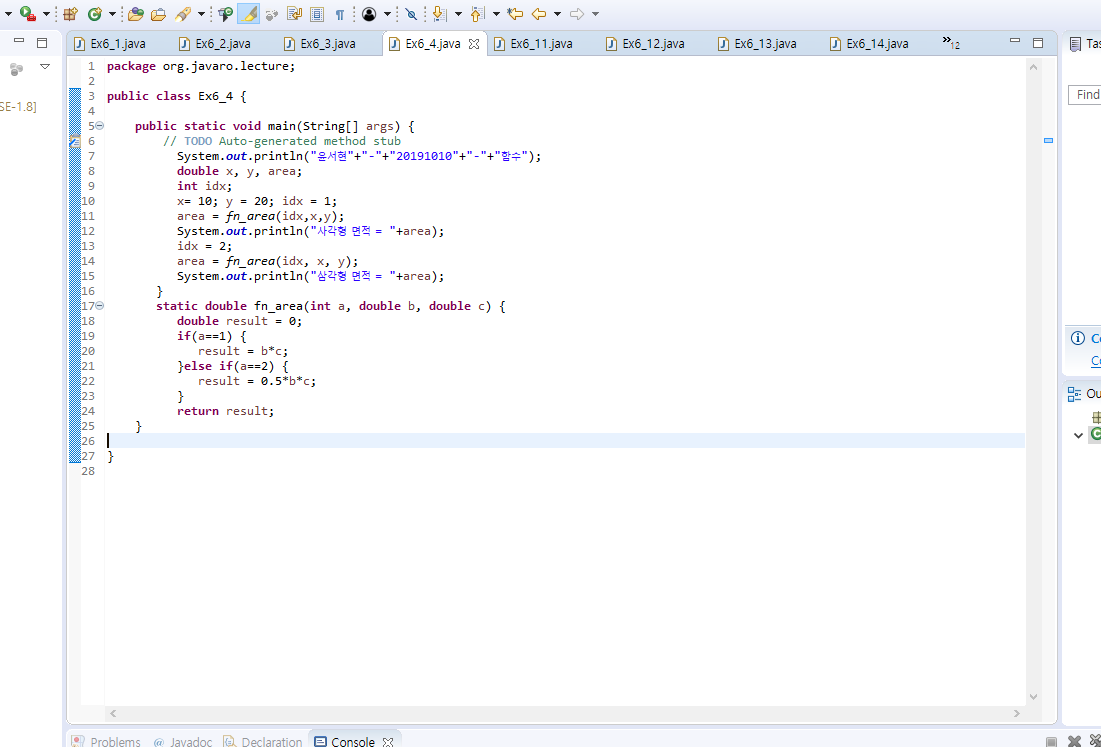 Ex6_1.java Ex6_2.java Ex6_3.java Ex6_4.java Ex6_11.java Ex6_12.java Ex6_13.java Ex6_14.java »12
Tas
SE-1.8]
Find
1 package org.javaro.lecture;
2
3 public class Ex6_4 {
4
5 public static void main(String[] args) {
6 // TODO Auto-generated method stub
7 System.out.println("윤서현"+"-"+"20191010"+"-"+"함수");
8 double x, y, area;
9 int idx;
10 x= 10; y = 20; idx = 1;
11 area = fn_area(idx,x,y);
12 System.out.println("사각형 면적 = "+area);
13 idx = 2;
14 area = fn_area(idx, x, y);
15 System.out.println("삼각형 면적 = "+area);
16 }
17 static double fn_area(int a, double b, double c) {
18 double result = 0;
19 if(a==1) {
20 result = b*c;
21 }else if(a==2) {
22 result = 0.5*b*c;
23 }
24 return result;
25 }
26
27 }
28
Co
Co
Ou
Problems @ Javadoc Declaration Console